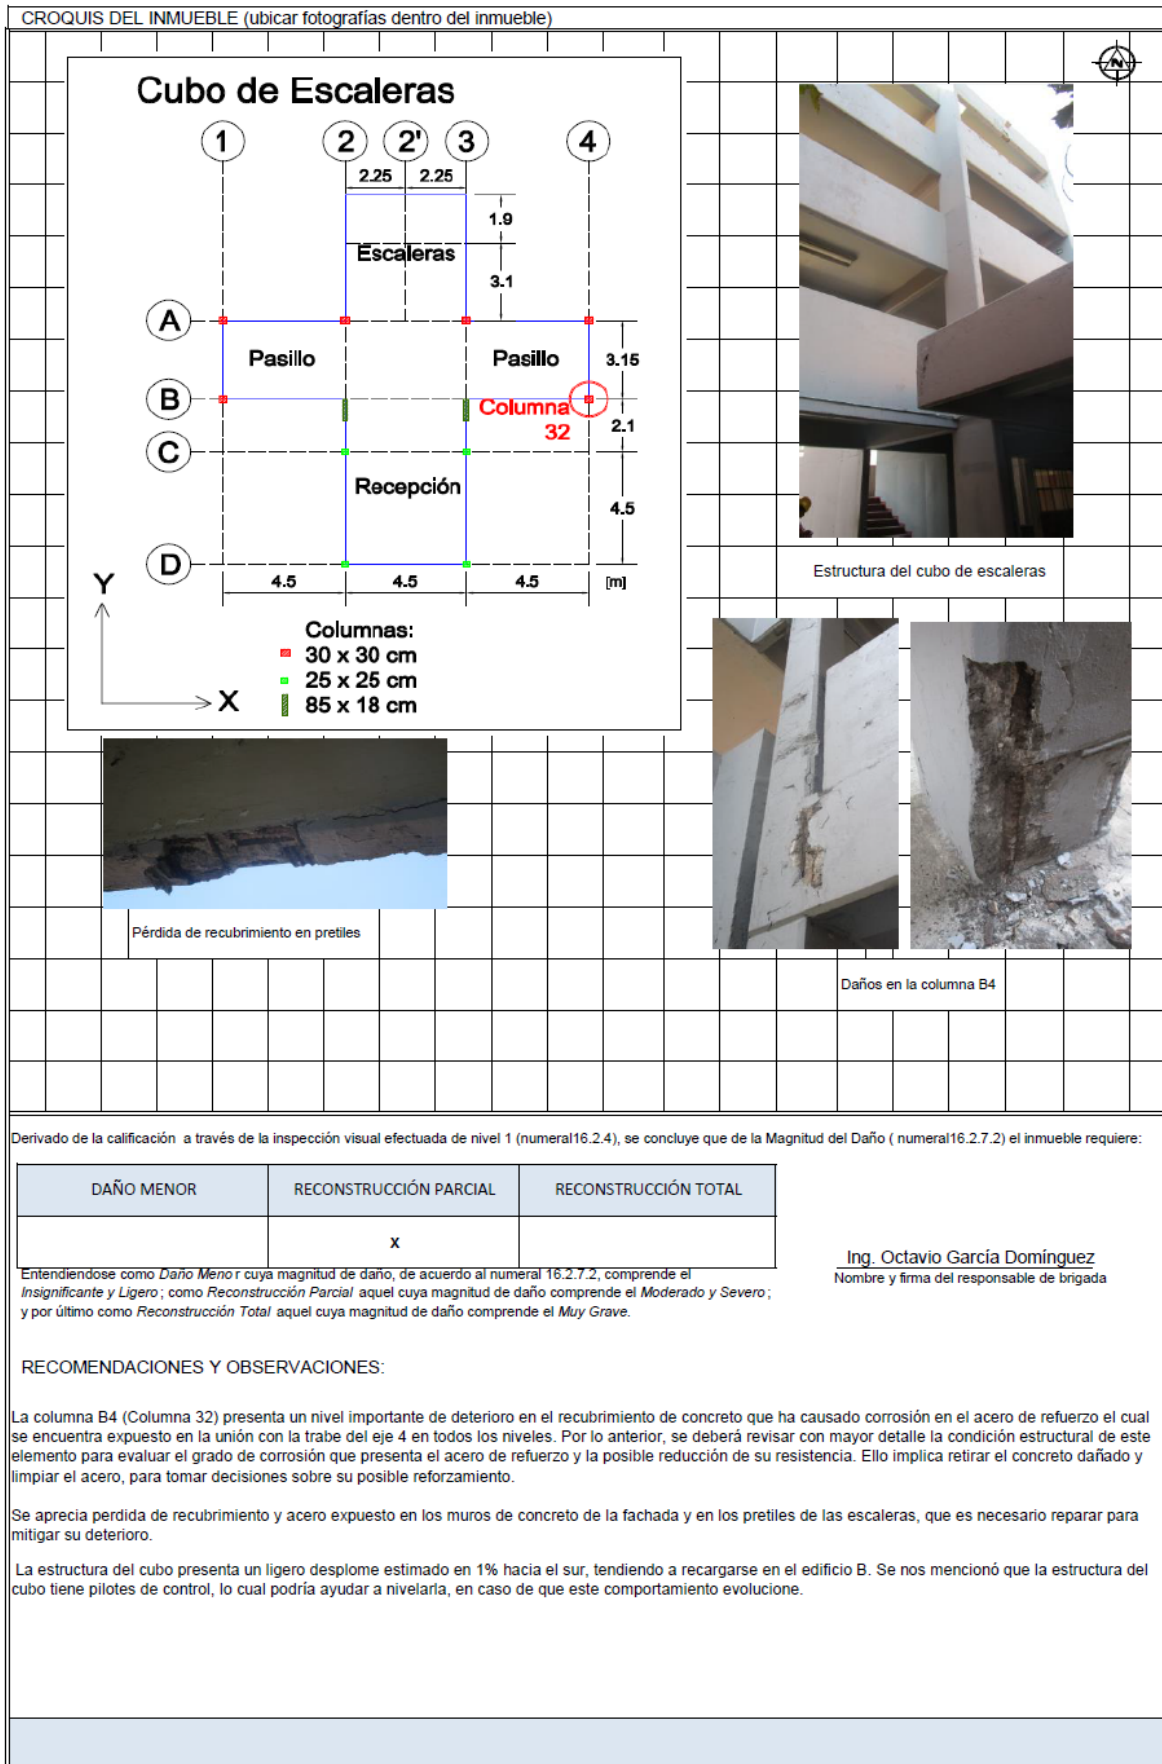 CROQUIS DEL INMUEBLE (ubicar fotografías dentro del inmueble)
N
Cubo de Escaleras
1 2 2' 3 4
2.25 2.25
1.9
Escaleras
3.1
A
Pasillo Pasillo 3.15
B
Columna
32
2.1
C
Recepción
4.5
D
4.5 4.5 4.5 [m]
Y
X
Columnas:
30 x 30 cm
25 x 25 cm
85 x 18 cm
Estructura del cubo de escaleras
Pérdida de recubrimiento en pretiles
Daños en la columna B4
Derivado de la calificación a través de la inspección visual efectuada de nivel 1 (numeral16.2.4), se concluye que de la Magnitud del Daño ( numeral16.2.7.2) el inmueble requiere:
DAÑO MENOR RECONSTRUCCIÓN PARCIAL RECONSTRUCCIÓN TOTAL
x
Entendiendose como Daño Menor cuya magnitud de daño, de acuerdo al numeral 16.2.7.2, comprende el
Insignificante y Ligero; como Reconstrucción Parcial aquel cuya magnitud de daño comprende el Moderado y Severo;
y por último como Reconstrucción Total aquel cuya magnitud de daño comprende el Muy Grave.
Ing. Octavio García Domínguez
Nombre y firma del responsable de brigada
RECOMENDACIONES Y OBSERVACIONES:
La columna B4 (Columna 32) presenta un nivel importante de deterioro en el recubrimiento de concreto que ha causado corrosión en el acero de refuerzo el cual
se encuentra expuesto en la unión con la trabe del eje 4 en todos los niveles. Por lo anterior, se deberá revisar con mayor detalle la condición estructural de este
elemento para evaluar el grado de corrosión que presenta el acero de refuerzo y la posible reducción de su resistencia. Ello implica retirar el concreto dañado y
limpiar el acero, para tomar decisiones sobre su posible reforzamiento.
Se aprecia perdida de recubrimiento y acero expuesto en los muros de concreto de la fachada y en los pretiles de las escaleras, que es necesario reparar para
mitigar su deterioro.
La estructura del cubo presenta un ligero desplome estimado en 1% hacia el sur, tendiendo a recargarse en el edificio B. Se nos mencionó que la estructura del
cubo tiene pilotes de control, lo cual podría ayudar a nivelarla, en caso de que este comportamiento evolucione.